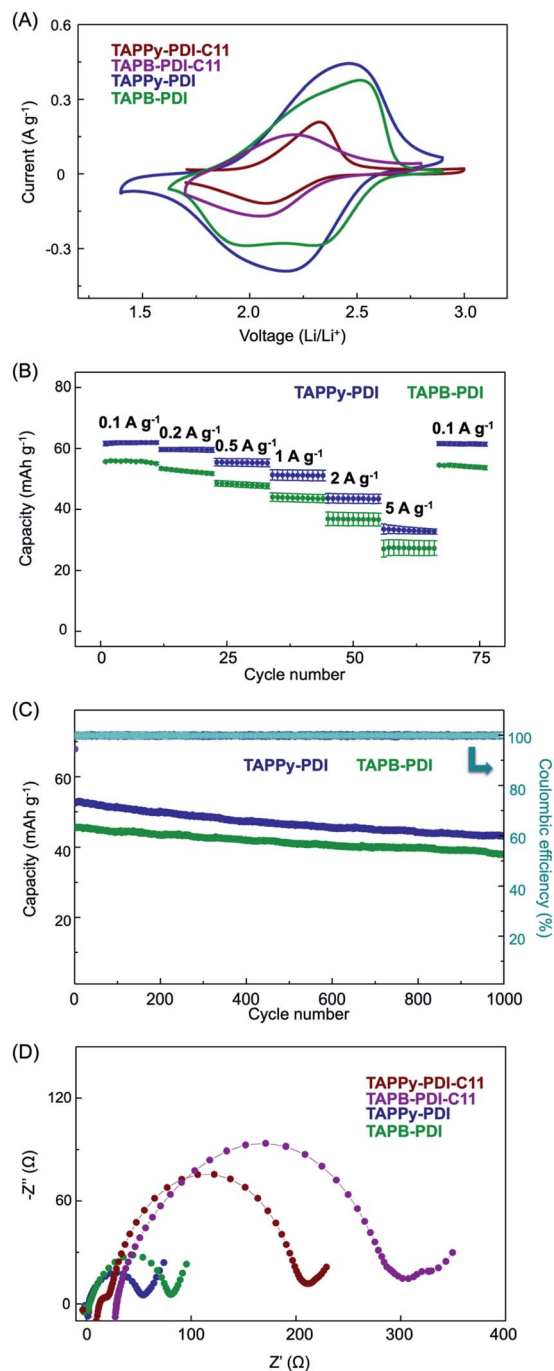 (A)
0.6
TAPPy-PDI-C11
TAPB-PDI-C11
TAPPy-PDI
TAPB-PDI
0.3
0
-0.3
Current (A g⁻¹)
1.5 2.0 2.5 3.0
Voltage (Li/Li⁺)
(B)
80
TAPPy-PDI TAPB-PDI
0.1 A g⁻¹ 0.2 A g⁻¹ 0.5 A g⁻¹ 1 A g⁻¹ 2 A g⁻¹ 5 A g⁻¹ 0.1 A g⁻¹
60
40
20
0
Capacity (mAh g⁻¹)
0 25 50 75
Cycle number
(C)
TAPPy-PDI TAPB-PDI
60
40
20
Capacity (mAh g⁻¹)
100
80
60
40
20
Coulombic efficiency (%)
0 200 400 600 800 1000
Cycle number
(D)
TAPPy-PDI-C11
TAPB-PDI-C11
TAPPy-PDI
TAPB-PDI
120
60
0
-Z'' (Ω)
0 100 200 300 400
Z' (Ω)